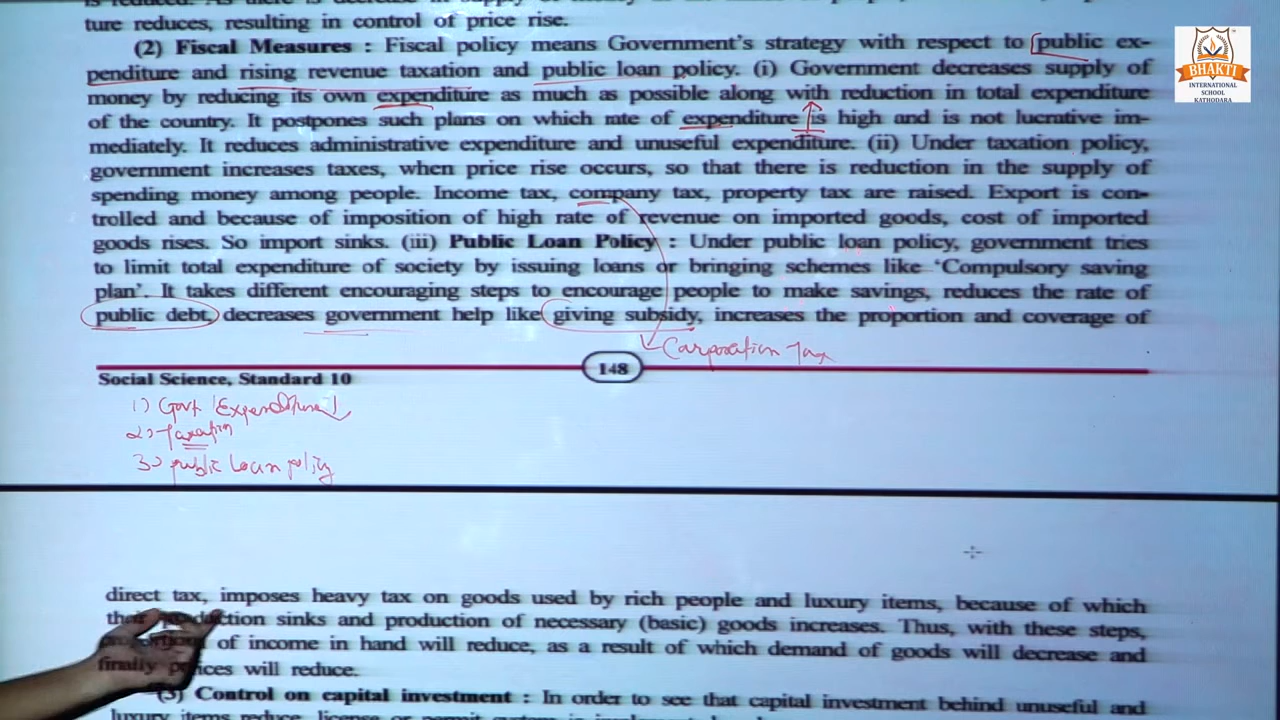 ture reduces, resulting in control of price rise.
(2) Fiscal Measures : Fiscal policy means Government's strategy with respect to public ex-
penditure and rising revenue taxation and public loan policy. (i) Government decreases supply of
money by reducing its own expenditure as much as possible along with reduction in total expenditure
of the country. It postpones such plans on which rate of expenditure is high and is not lucrative im-
mediately. It reduces administrative expenditure and unuseful expenditure. (ii) Under taxation policy,
government increases taxes, when price rise occurs, so that there is reduction in the supply of
spending money among people. Income tax, company tax, property tax are raised. Export is con-
trolled and because of imposition of high rate of revenue on imported goods, cost of imported
goods rises. So import sinks. (iii) Public Loan Policy : Under public loan policy, government tries
to limit total expenditure of society by issuing loans or bringing schemes like 'Compulsory saving
plan'. It takes different encouraging steps to encourage people to make savings, reduces the rate of
public debt, decreases government help like giving subsidy, increases the proportion and coverage of
Corporation Tax
148
Social Science, Standard 10
1) Govt Expenditure
2) Taxation
3) public Loan policy
direct tax, imposes heavy tax on goods used by rich people and luxury items, because of which
production sinks and production of necessary (basic) goods increases. Thus, with these steps,
of income in hand will reduce, as a result of which demand of goods will decrease and
finally prices will reduce.
(3) Control on capital investment : In order to see that capital investment behind unuseful and
luxury items reduce, license or permit system is
BHAKTI
INTERNATIONAL
SCHOOL
KATHODARA